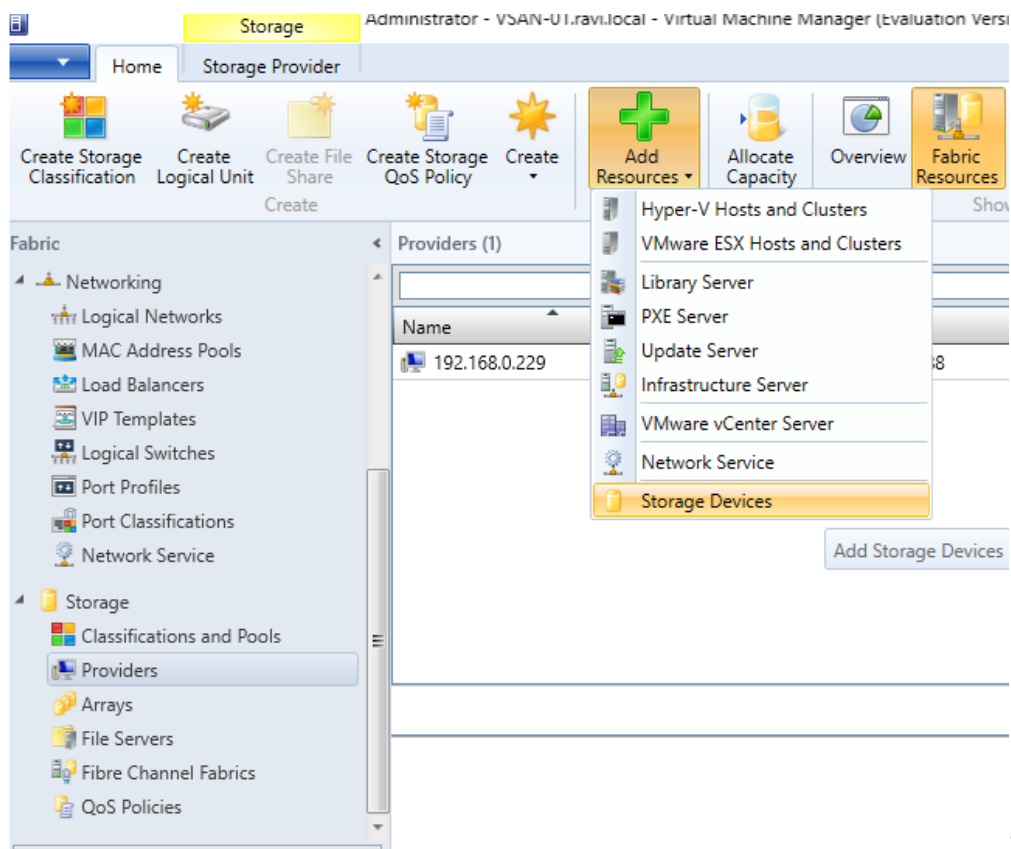 Storage
Administrator - VSAN-01.ravi.local - Virtual Machine Manager (Evaluation Versi
Home
Storage Provider
Create Storage Classification
Create Logical Unit
Create File Share
Create Storage QoS Policy
Create
Add Resources
Allocate Capacity
Overview
Fabric Resources
Create
Show
Fabric
Networking
Logical Networks
MAC Address Pools
Load Balancers
VIP Templates
Logical Switches
Port Profiles
Port Classifications
Network Service
Storage
Classifications and Pools
Providers
Arrays
File Servers
Fibre Channel Fabrics
QoS Policies
Providers (1)
Name
192.168.0.229
38
Hyper-V Hosts and Clusters
VMware ESX Hosts and Clusters
Library Server
PXE Server
Update Server
Infrastructure Server
VMware vCenter Server
Network Service
Storage Devices
Add Storage Devices